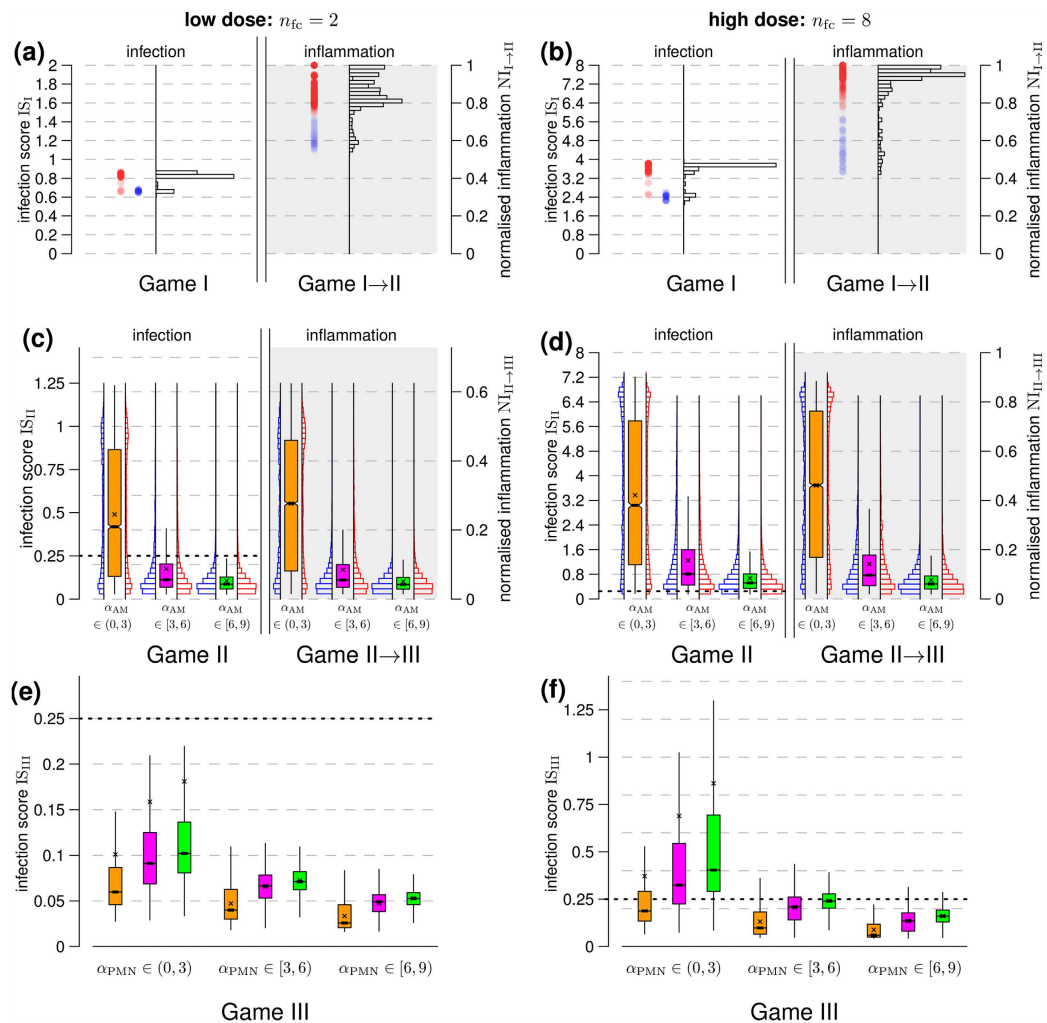 low dose: n_fc = 2
high dose: n_fc = 8
(a)
infection
inflammation
infection score IS_I
2
1.8
1.6
1.4
1.2
1
0.8
0.6
0.4
0.2
0
1
0.8
0.6
0.4
0.2
0
normalised inflammation NI_I→II
Game I
Game I→II
(b)
infection
inflammation
infection score IS_I
8
7.2
6.4
5.6
4.8
4
3.2
2.4
1.6
0.8
0
1
0.8
0.6
0.4
0.2
0
normalised inflammation NI_I→II
Game I
Game I→II
(c)
infection
inflammation
infection score IS_II
1.25
1
0.75
0.5
0.25
0
0.6
0.4
0.2
0
normalised inflammation NI_II→III
α_AM α_AM α_AM α_AM α_AM α_AM
∈ (0, 3) ∈ [3, 6) ∈ [6, 9) ∈ (0, 3) ∈ [3, 6) ∈ [6, 9)
Game II
Game II→III
(d)
infection
inflammation
infection score IS_II
8
7.2
6.4
5.6
4.8
4
3.2
2.4
1.6
0.8
0
1
0.8
0.6
0.4
0.2
0
normalised inflammation NI_II→III
α_AM α_AM α_AM α_AM α_AM α_AM
∈ (0, 3) ∈ [3, 6) ∈ [6, 9) ∈ (0, 3) ∈ [3, 6) ∈ [6, 9)
Game II
Game II→III
(e)
infection score IS_III
0.25
0.2
0.15
0.1
0.05
0
α_PMN ∈ (0, 3) α_PMN ∈ [3, 6) α_PMN ∈ [6, 9)
Game III
(f)
infection score IS_III
1.25
1
0.75
0.5
0.25
0
α_PMN ∈ (0, 3) α_PMN ∈ [3, 6) α_PMN ∈ [6, 9)
Game III